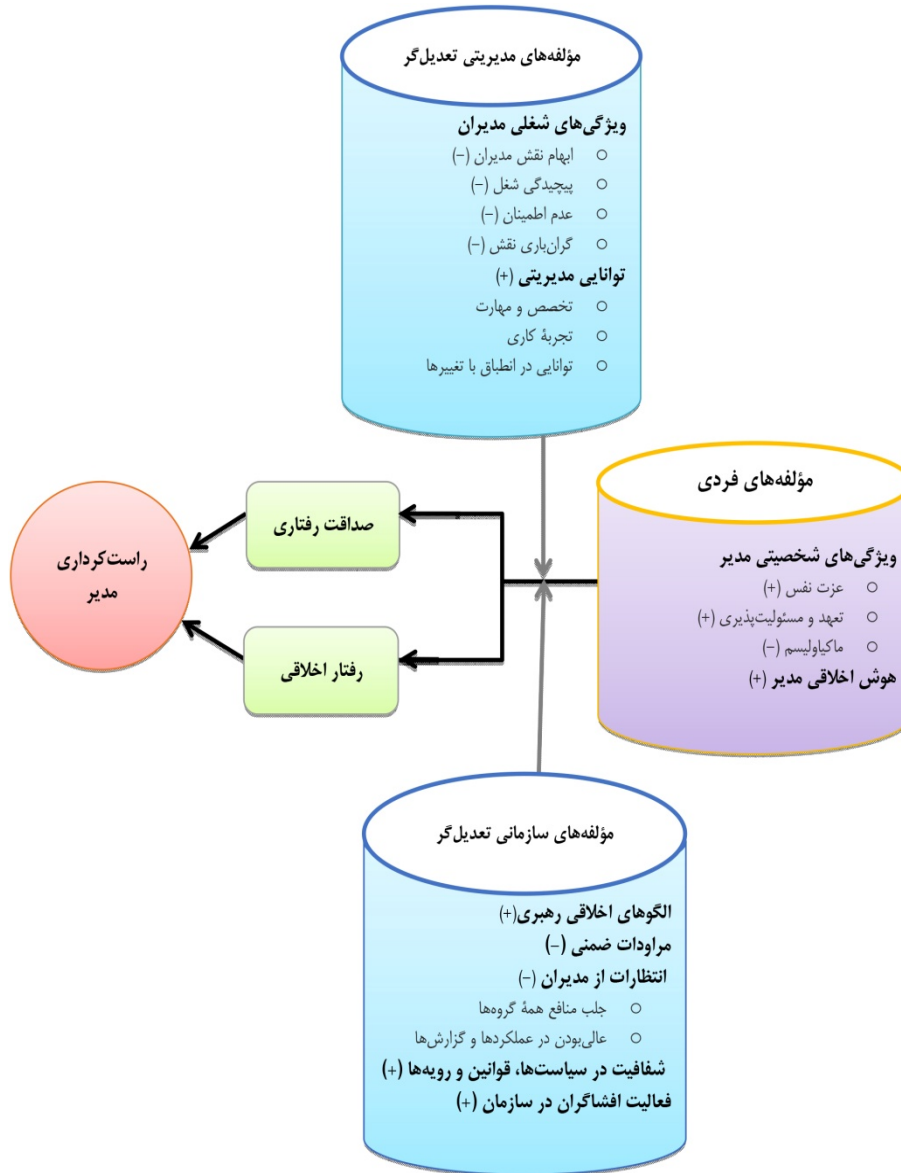 مؤلفه‌های مدیریتی تعدیل‌گر
ویژگی‌های شغلی مدیران
○ ابهام نقش مدیران (–)
○ پیچیدگی شغل (–)
○ عدم اطمینان (–)
○ گران‌باری نقش (–)
توانایی مدیریتی (+)
○ تخصص و مهارت
○ تجربۀ کاری
○ توانایی در انطباق با تغییرها
مؤلفه‌های فردی
ویژگی‌های شخصیتی مدیر
○ عزت نفس (+)
○ تعهد و مسئولیت‌پذیری (+)
○ ماکیاولیسم (–)
هوش اخلاقی مدیر (+)
صداقت رفتاری
رفتار اخلاقی
راست‌کرداری
مدیر
مؤلفه‌های سازمانی تعدیل‌گر
الگوهای اخلاقی رهبری(+)
مراودات ضمنی (–)
انتظارات از مدیران (–)
○ جلب منافع همۀ گروه‌ها
○ عالی‌بودن در عملکردها و گزارش‌ها
شفافیت در سیاست‌ها، قوانین و رویه‌ها (+)
فعالیت افشاگران در سازمان (+)